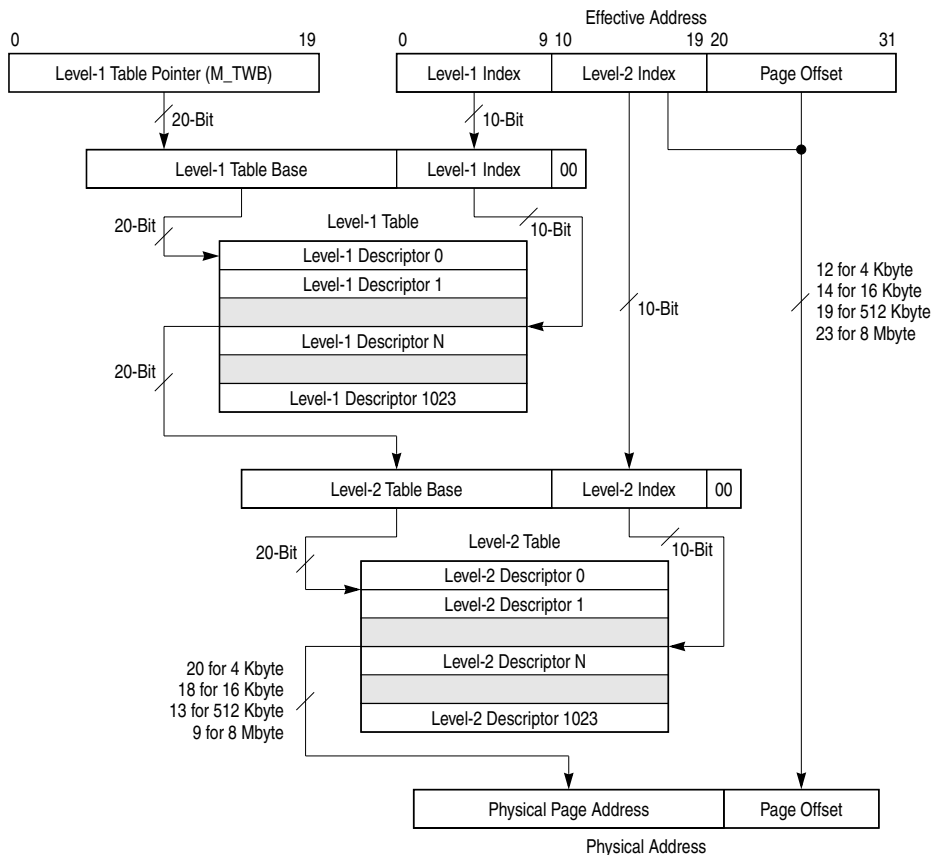 Effective Address
0 19 0 9 10 19 20 31
Level-1 Table Pointer (M_TWB) Level-1 Index Level-2 Index Page Offset
20-Bit 10-Bit
Level-1 Table Base Level-1 Index 00
Level-1 Table
20-Bit 10-Bit
Level-1 Descriptor 0
Level-1 Descriptor 1
Level-1 Descriptor N
Level-1 Descriptor 1023
20-Bit
10-Bit
12 for 4 Kbyte
14 for 16 Kbyte
19 for 512 Kbyte
23 for 8 Mbyte
Level-2 Table Base Level-2 Index 00
Level-2 Table
20-Bit 10-Bit
Level-2 Descriptor 0
Level-2 Descriptor 1
Level-2 Descriptor N
Level-2 Descriptor 1023
20 for 4 Kbyte
18 for 16 Kbyte
13 for 512 Kbyte
9 for 8 Mbyte
Physical Page Address Page Offset
Physical Address